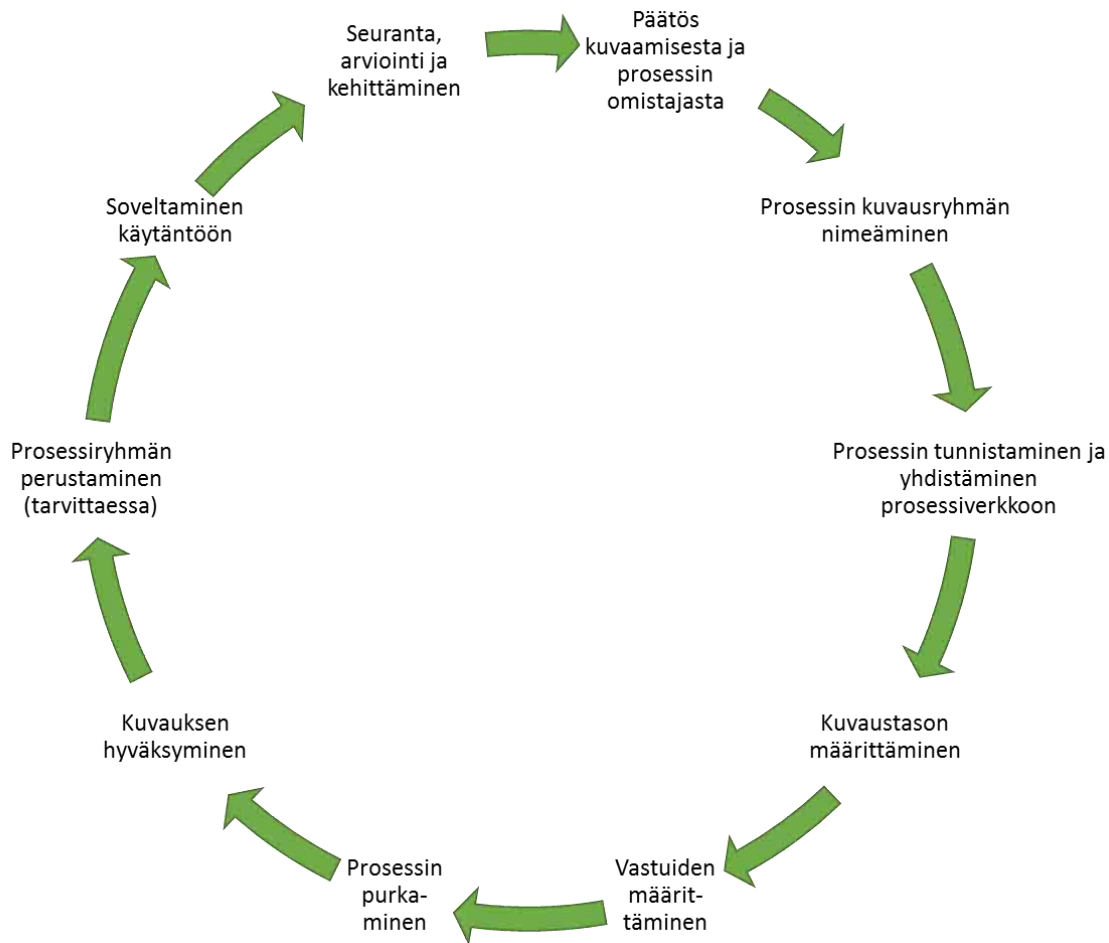 Päätös
kuvaamisesta ja
prosessin
omistajasta
Prosessin kuvausryhmän
nimeäminen
Prosessin tunnistaminen ja
yhdistäminen
prosessiverkkoon
Kuvaustason
määrittäminen
Vastuiden
määrit-
täminen
Prosessin
purka-
minen
Kuvauksen
hyväksyminen
Prosessiryhmän
perustaminen
(tarvittaessa)
Soveltaminen
käytäntöön
Seuranta,
arviointi ja
kehittäminen